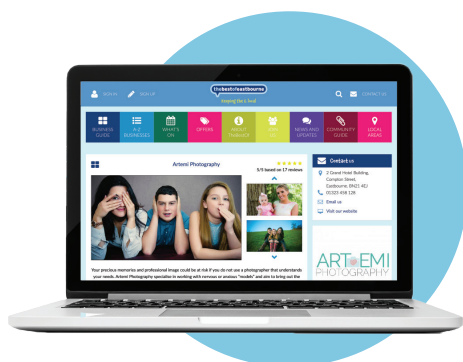 SIGN IN
SIGN UP
thebestofeastbourne
keeping this local
CONTACT US
BUSINESS GUIDE
A-Z BUSINESSES
WHAT'S ON
OFFERS
ABOUT
NEWS AND UPDATES
COMMUNITY GUIDE
LOCAL AREAS
Artemi Photography
5/5 based on 17 reviews
Contact us
2 Grand Hotel Building,
Compton Street,
Eastbourne, BN21 4EJ
01323 458 128
Email us
Visit our website
Your precious memories and professional image could be at risk if you do not use a photographer that understands
your needs. Artemi Photography specialise in working with nervous or anxious "models" and aim to bring out the
ART EMI
PHOTOGRAPHY